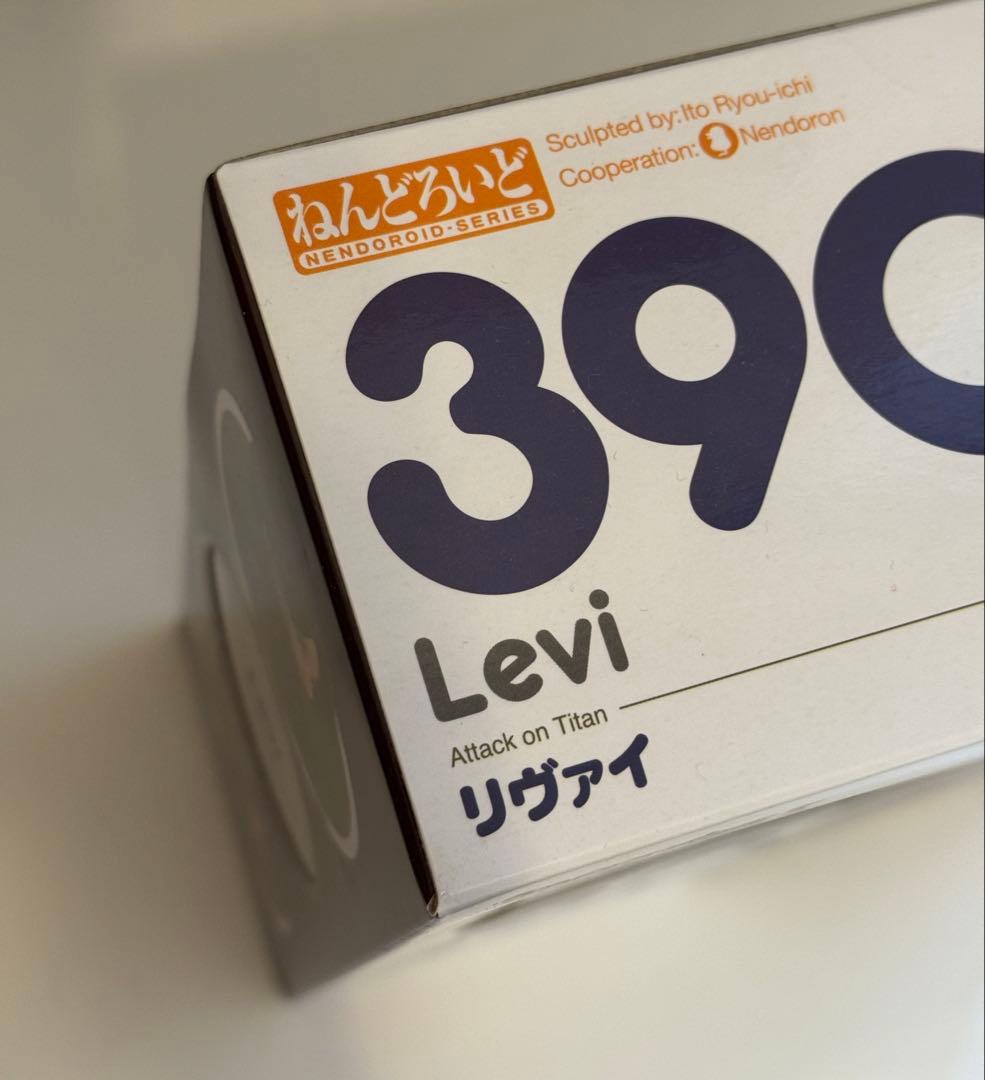 ねんどろいど
NENDOROID-SERIES
Sculpted by:Ito Ryou-ichi
Cooperation: Nendoron
390
Levi
Attack on Titan
リヴァイ